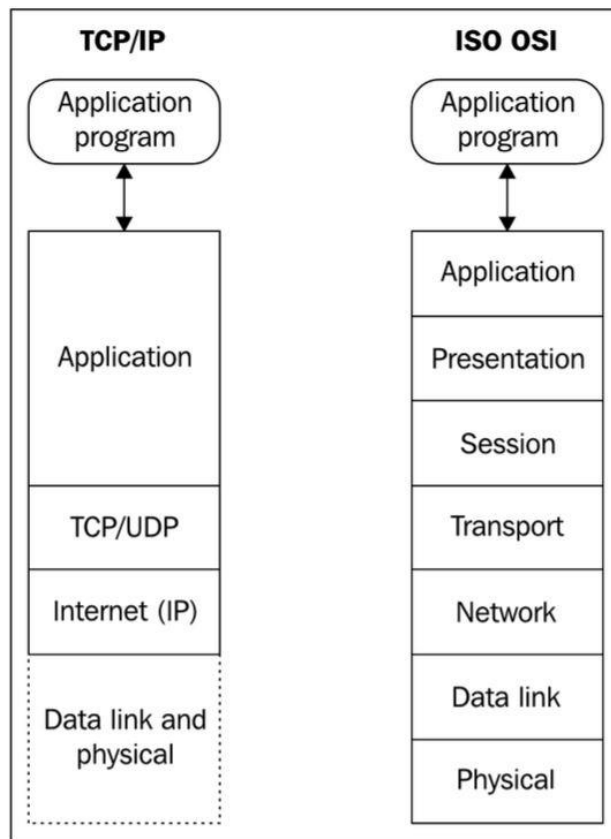 TCP/IP
Application
program
Application
TCP/UDP
Internet (IP)
Data link and
physical
ISO OSI
Application
program
Application
Presentation
Session
Transport
Network
Data link
Physical